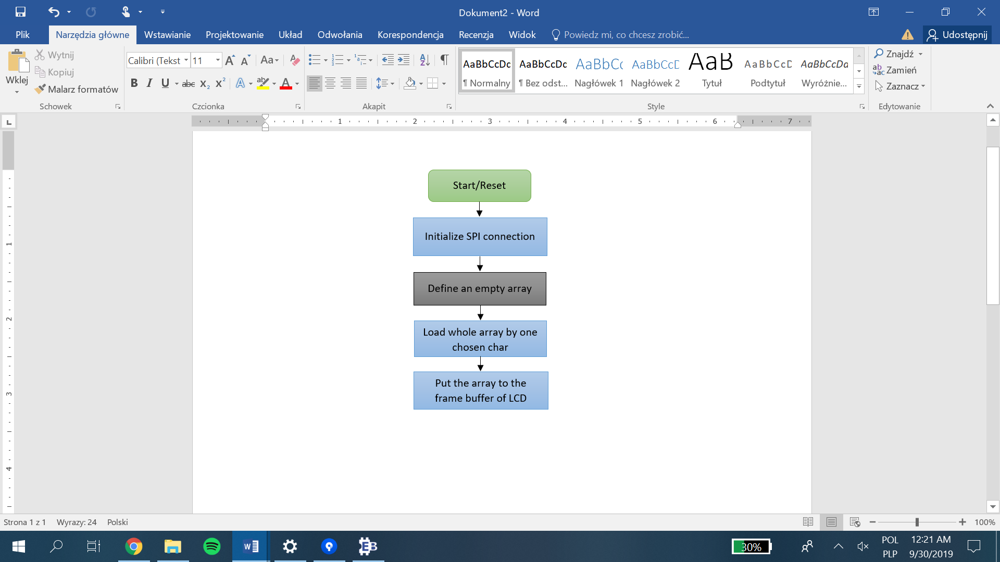 Dokument2 - Word
Plik Narzędzia główne Wstawianie Projektowanie Układ Odwołania Korespondencja Recenzja Widok Powiedz mi, co chcesz zrobić... Udostępnij
Wklej
Wytnij
Kopiuj
Malarz formatów
Schowek
Calibri (Tekst 11
Czcionka
Akapit
AaBbCcDc AaBbCcDc AaBbCc AaBbCcD AaB AaBbCcD AaBbCcDa
¶ Normalny ¶ Bez odst... Nagłówek 1 Nagłówek 2 Tytuł Podtytuł Wyróżnie...
Style
Znajdź
Zamień
Zaznacz
Edytowanie
1 2 3 4 5 6 7
1
2
3
4
Start/Reset
Initialize SPI connection
Define an empty array
Load whole array by one
chosen char
Put the array to the
frame buffer of LCD
Strona 1 z 1 Wyrazy: 24 Polski 100%
30% POL 12:21 AM
PLP 9/30/2019